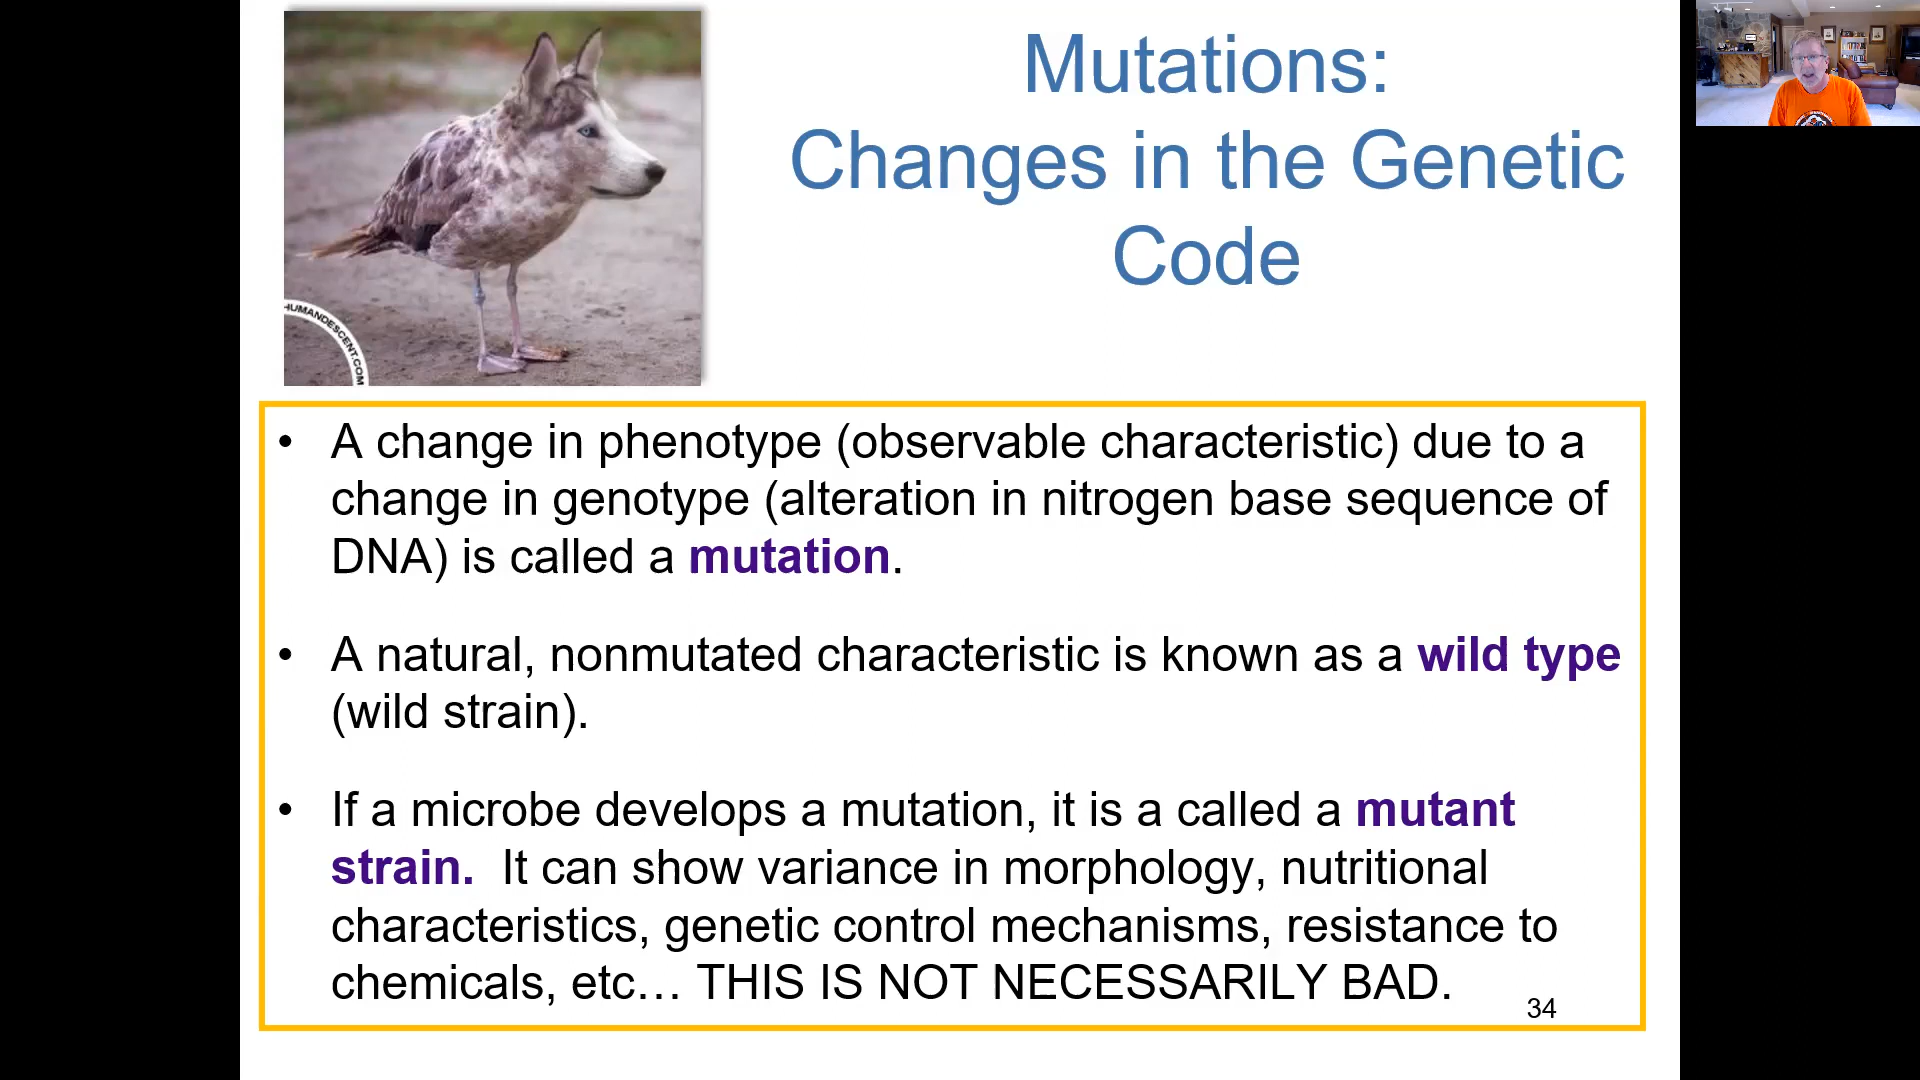 Mutations:
Changes in the Genetic
Code
HUMANDESCENT.COM
• A change in phenotype (observable characteristic) due to a
change in genotype (alteration in nitrogen base sequence of
DNA) is called a mutation.
• A natural, nonmutated characteristic is known as a wild type
(wild strain).
• If a microbe develops a mutation, it is a called a mutant
strain. It can show variance in morphology, nutritional
characteristics, genetic control mechanisms, resistance to
chemicals, etc… THIS IS NOT NECESSARILY BAD.
34